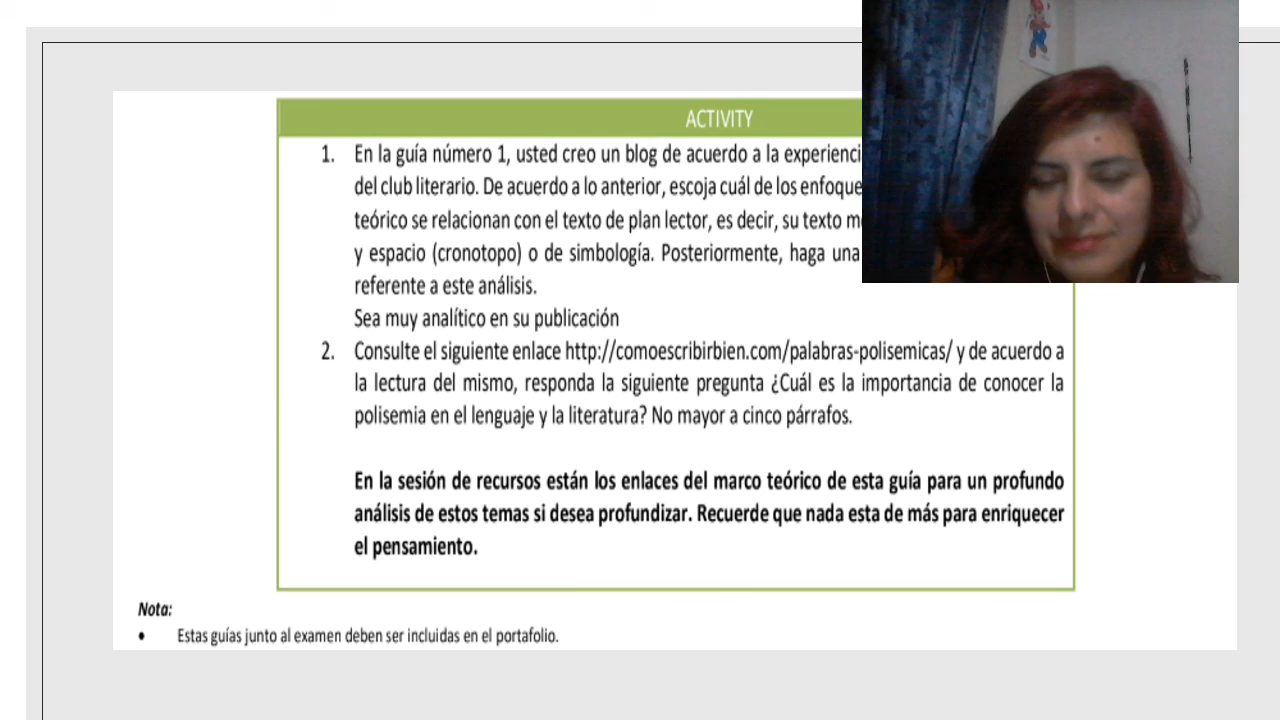 ACTIVITY
1. En la guía número 1, usted creo un blog de acuerdo a la experienci
del club literario. De acuerdo a lo anterior, escoja cuál de los enfoque
teórico se relacionan con el texto de plan lector, es decir, su texto m
y espacio (cronotopo) o de simbología. Posteriormente, haga una
referente a este análisis.
Sea muy analítico en su publicación
2. Consulte el siguiente enlace http://comoescribirbien.com/palabras-polisemicas/ y de acuerdo a
la lectura del mismo, responda la siguiente pregunta ¿Cuál es la importancia de conocer la
polisemia en el lenguaje y la literatura? No mayor a cinco párrafos.
En la sesión de recursos están los enlaces del marco teórico de esta guía para un profundo
análisis de estos temas si desea profundizar. Recuerde que nada esta de más para enriquecer
el pensamiento.
Nota:
• Estas guías junto al examen deben ser incluidas en el portafolio.